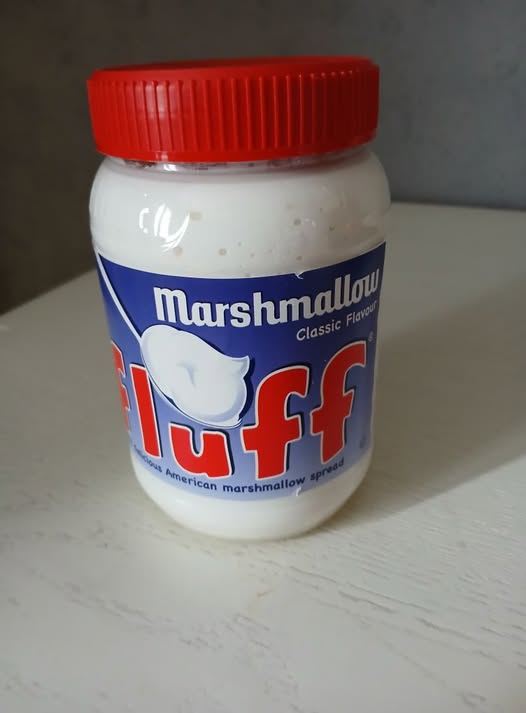 Marshmallow
Classic Flavour
fluff®
American marshmallow spread